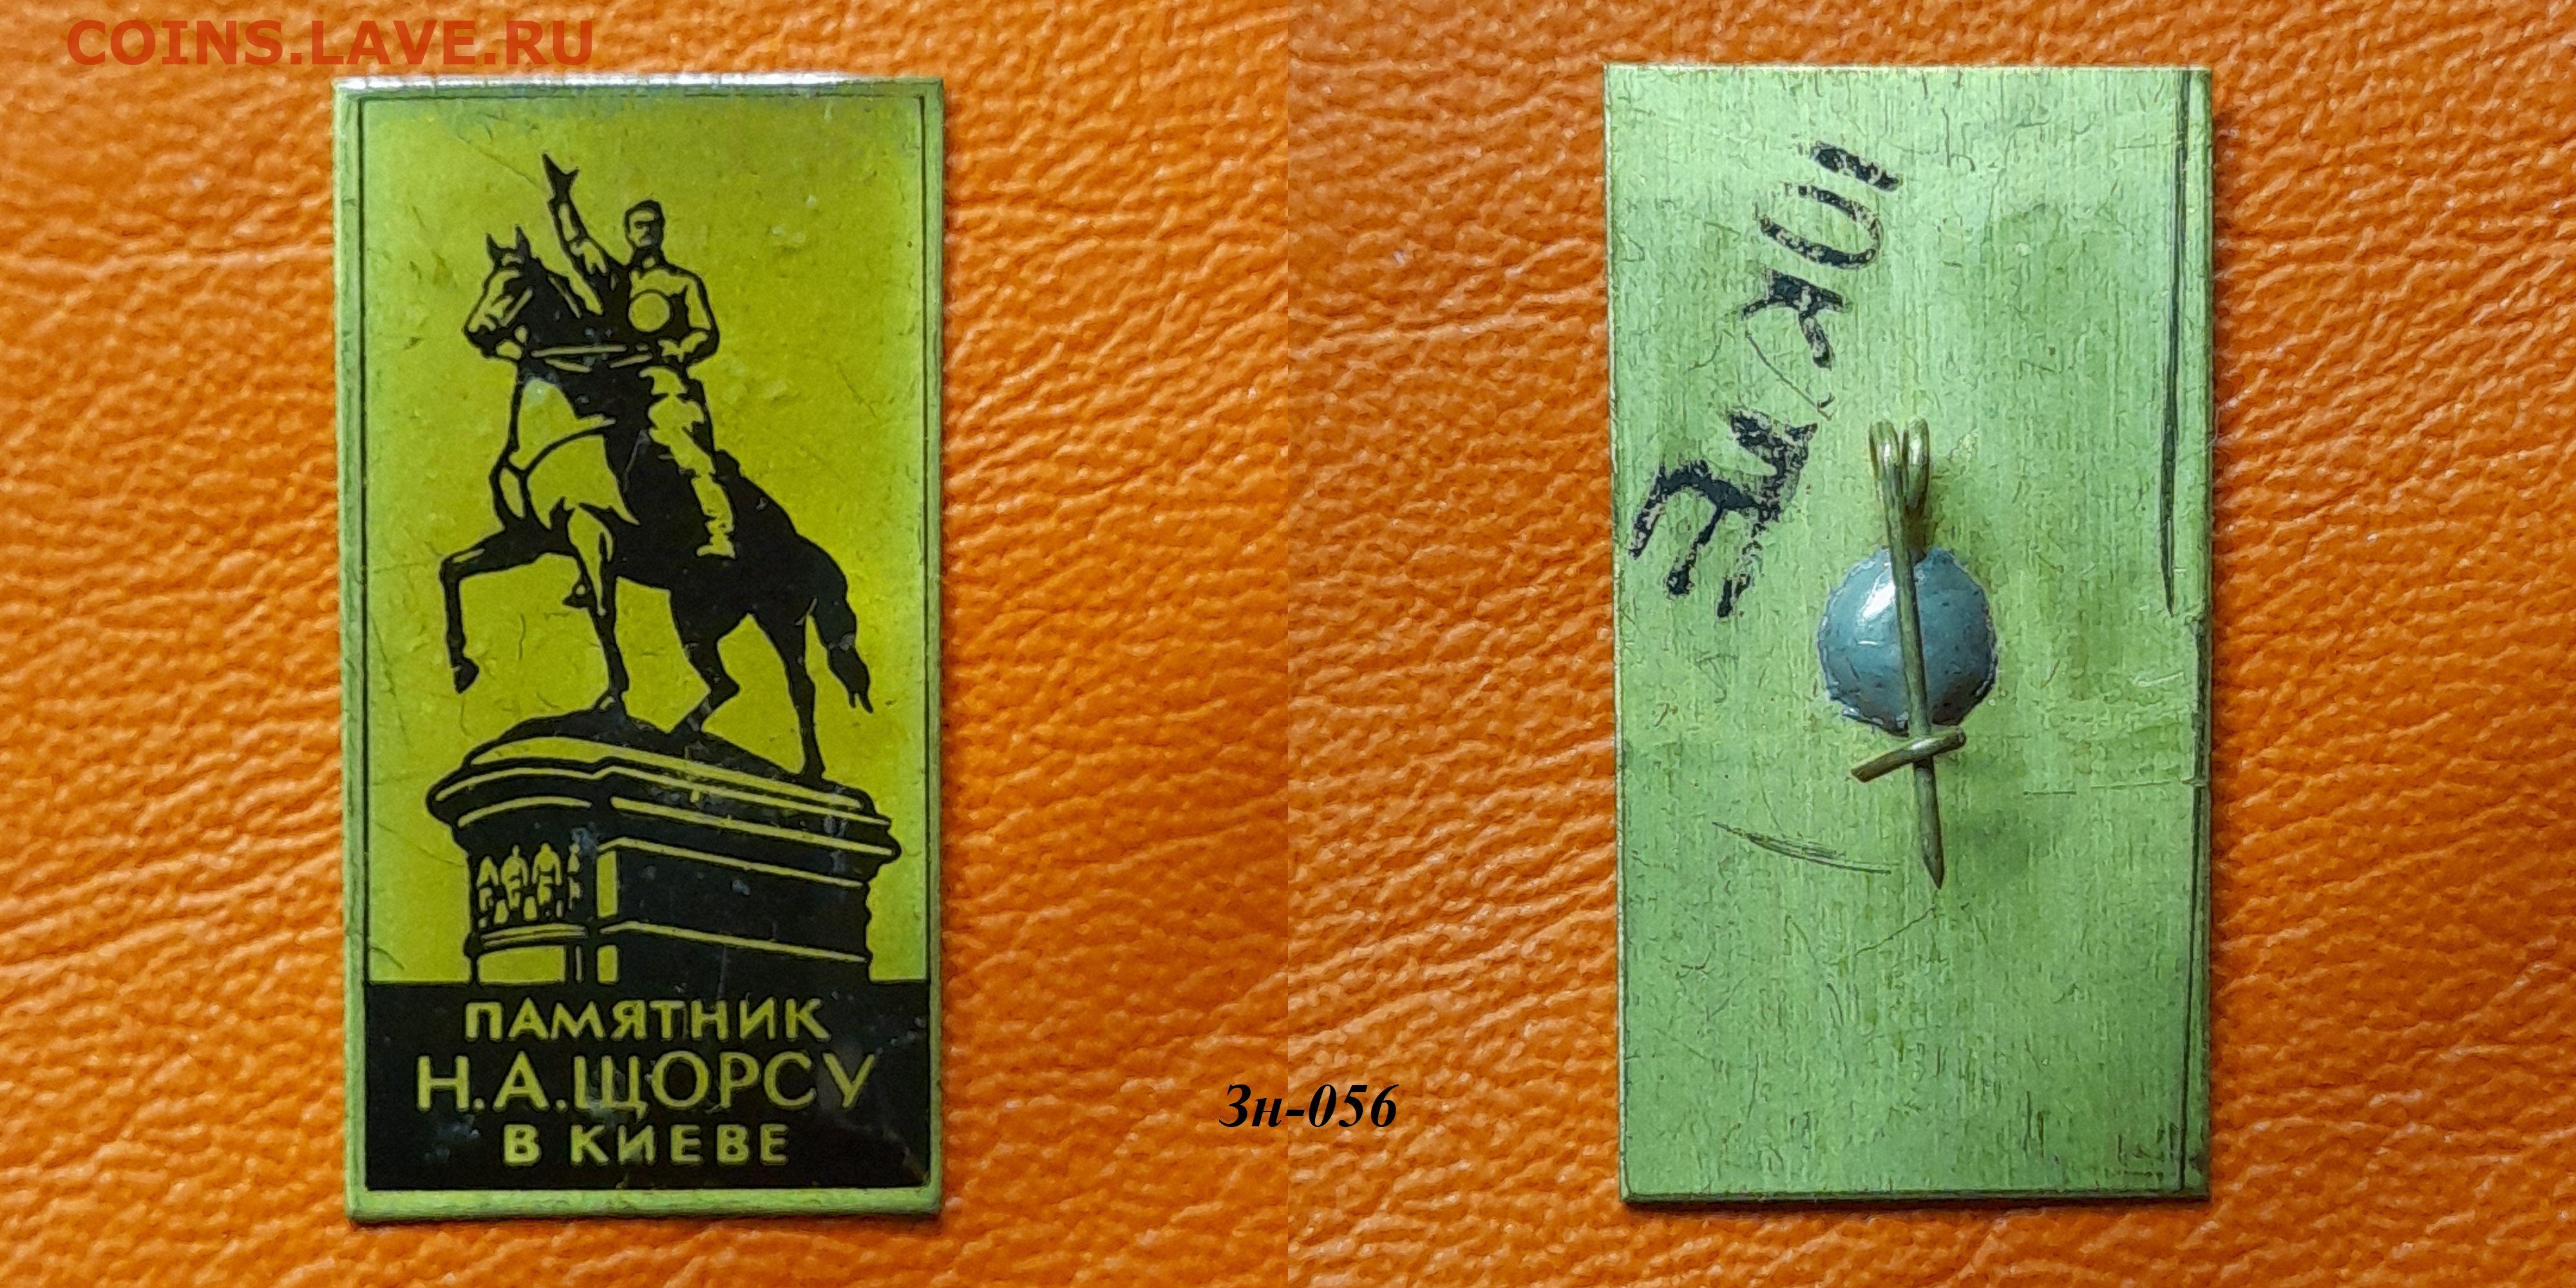 COINS.LAVE.RU
ПАМЯТНИК
Н.А.ЩОРСУ
В КИЕВЕ
Зн-056